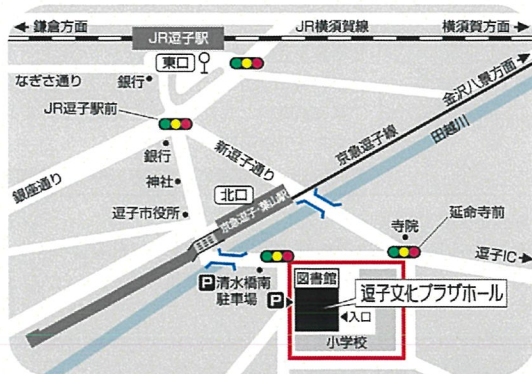 ←鎌倉方面
JR横須賀線
横須賀方面→
JR逗子駅
東口
なぎさ通り
銀行
金沢八景方面→
JR逗子駅前
京急逗子線
田越川
銀行
新逗子通り
銀座通り
神社
北口
逗子市役所
京急逗子・葉山駅
寺院
延命寺前
逗子IC→
P清水橋南
駐車場
図書館
逗子文化プラザホール
P
◀入口
小学校